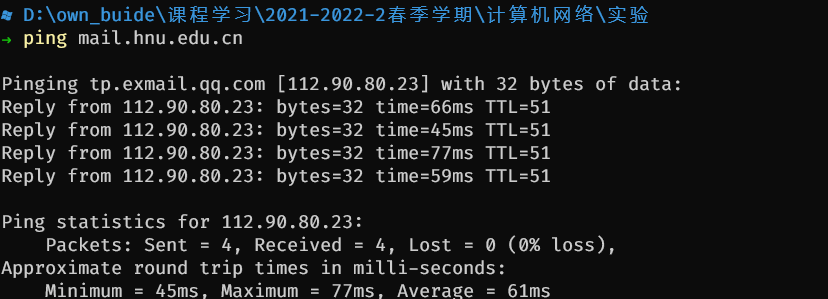 D:\own_buide\课程学习\2021-2022-2春季学期\计算机网络\实验
→ ping mail.hnu.edu.cn
Pinging tp.exmail.qq.com [112.90.80.23] with 32 bytes of data:
Reply from 112.90.80.23: bytes=32 time=66ms TTL=51
Reply from 112.90.80.23: bytes=32 time=45ms TTL=51
Reply from 112.90.80.23: bytes=32 time=77ms TTL=51
Reply from 112.90.80.23: bytes=32 time=59ms TTL=51
Ping statistics for 112.90.80.23:
Packets: Sent = 4, Received = 4, Lost = 0 (0% loss),
Approximate round trip times in milli-seconds:
Minimum = 45ms, Maximum = 77ms, Average = 61ms